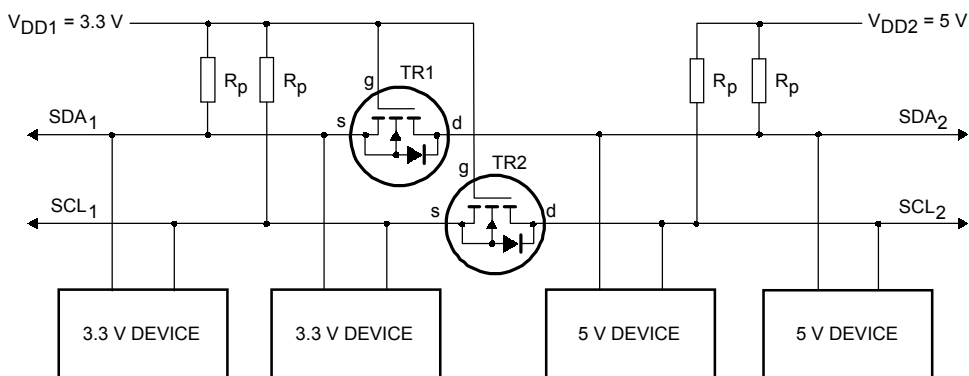 VDD1 = 3.3 V
VDD2 = 5 V
Rp
Rp
g
TR1
Rp
Rp
SDA1
s
d
SDA2
g
TR2
SCL1
s
d
SCL2
3.3 V DEVICE
3.3 V DEVICE
5 V DEVICE
5 V DEVICE